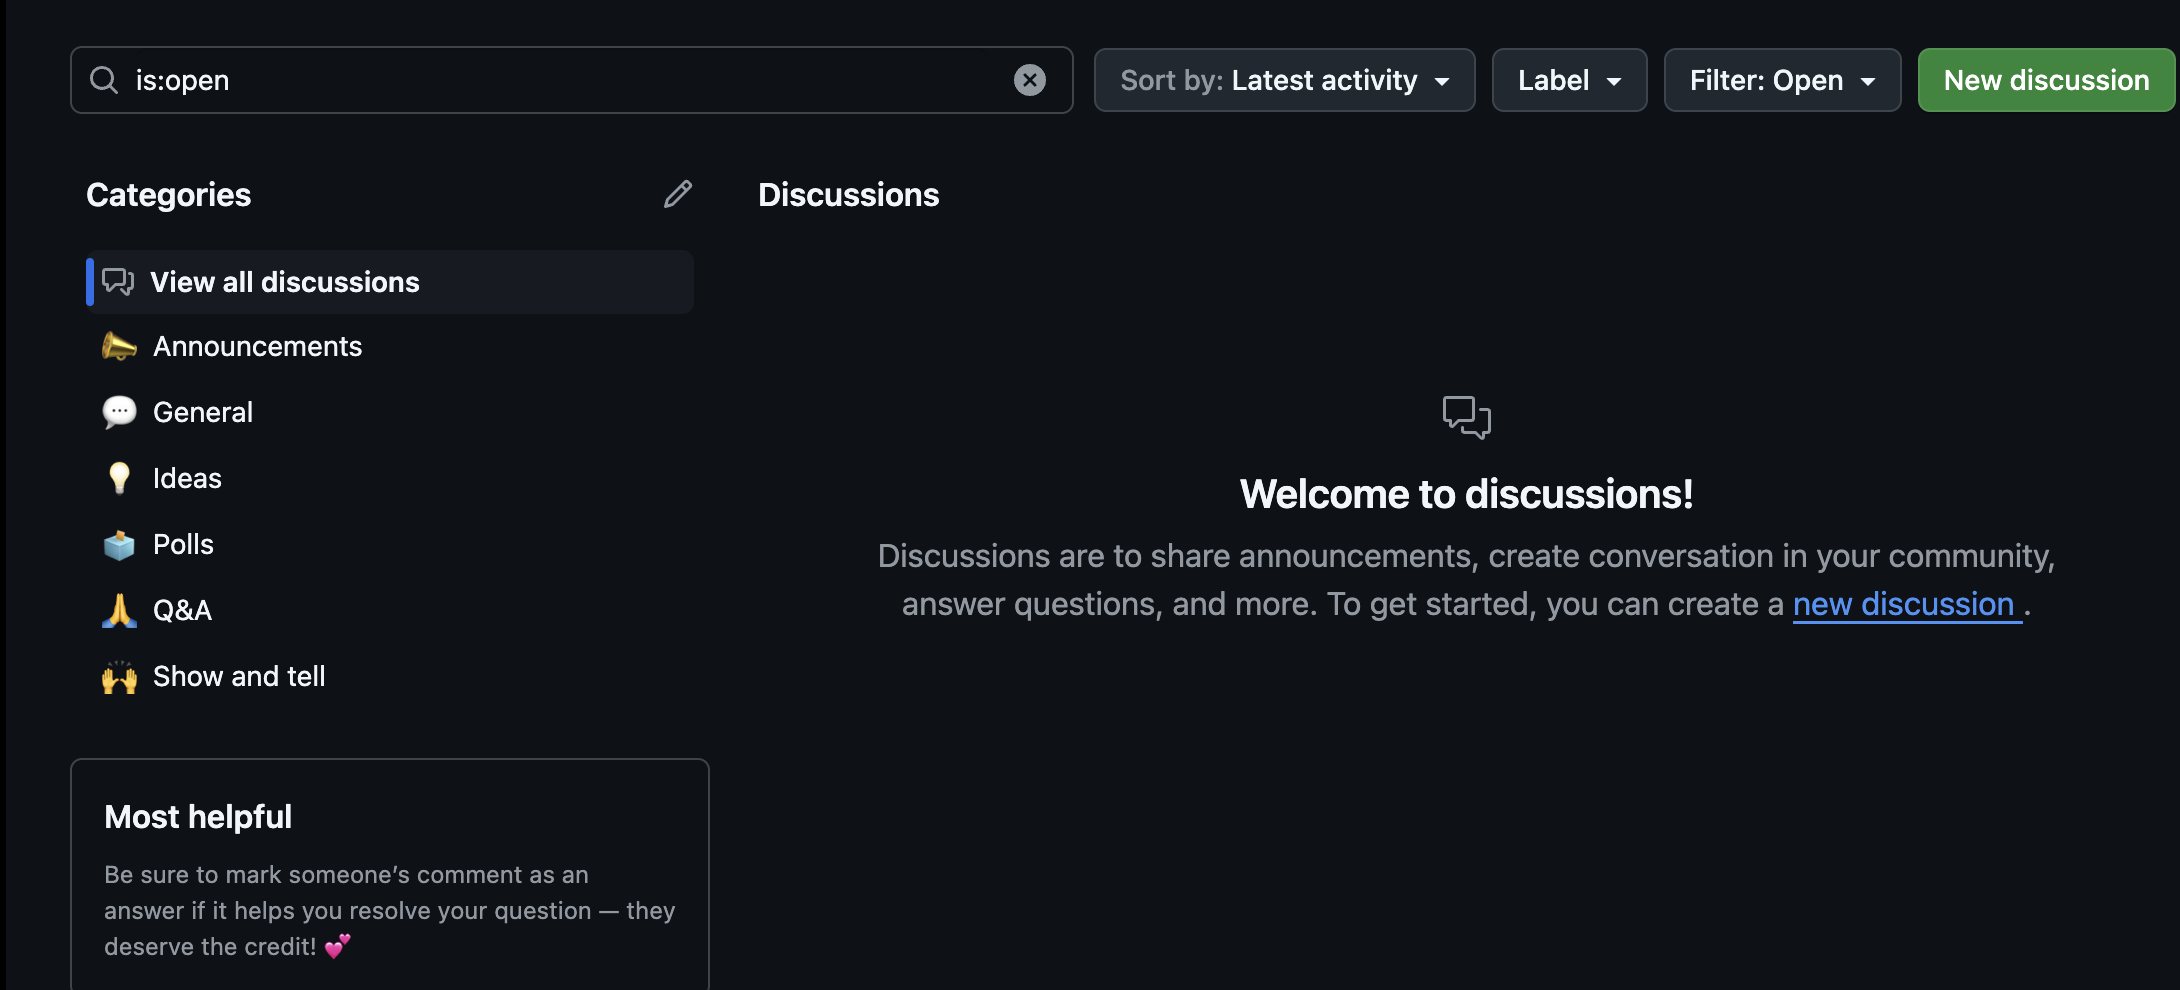 is:open
Sort by: Latest activity
Label
Filter: Open
New discussion
Categories
View all discussions
Announcements
General
Ideas
Polls
Q&A
Show and tell
Most helpful
Be sure to mark someone’s comment as an
answer if it helps you resolve your question — they
deserve the credit! 💕
Discussions
Welcome to discussions!
Discussions are to share announcements, create conversation in your community,
answer questions, and more. To get started, you can create a new discussion .